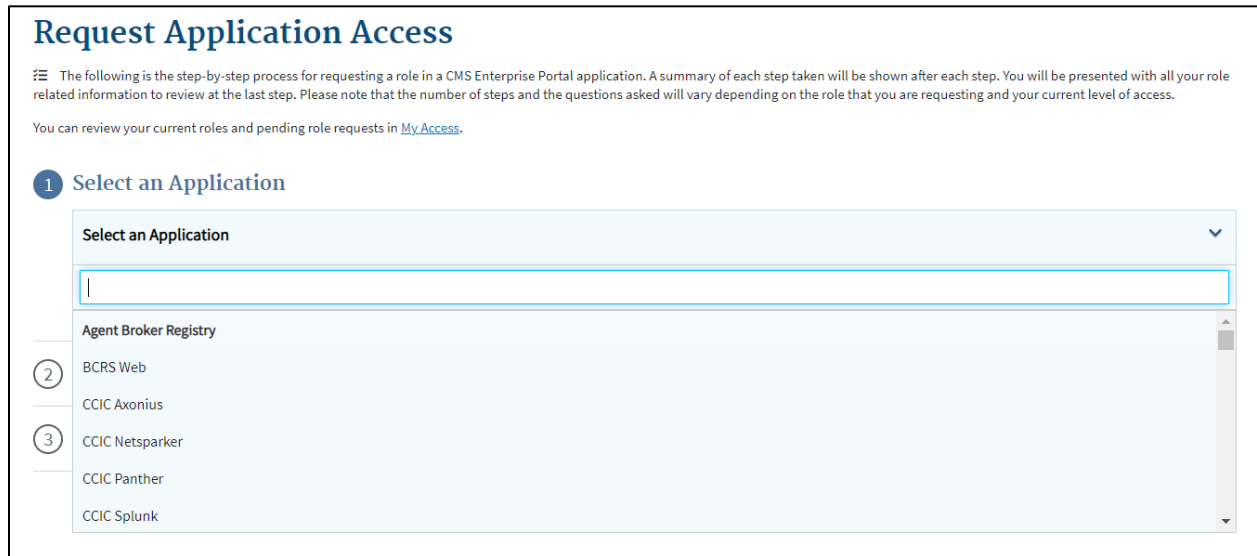 Request Application Access
The following is the step-by-step process for requesting a role in a CMS Enterprise Portal application. A summary of each step taken will be shown after each step. You will be presented with all your role
related information to review at the last step. Please note that the number of steps and the questions asked will vary depending on the role that you are requesting and your current level of access.
You can review your current roles and pending role requests in My Access.
1 Select an Application
Select an Application
Agent Broker Registry
2 BCRS Web
CCIC Axonius
3 CCIC Netsparker
CCIC Panther
CCIC Splunk